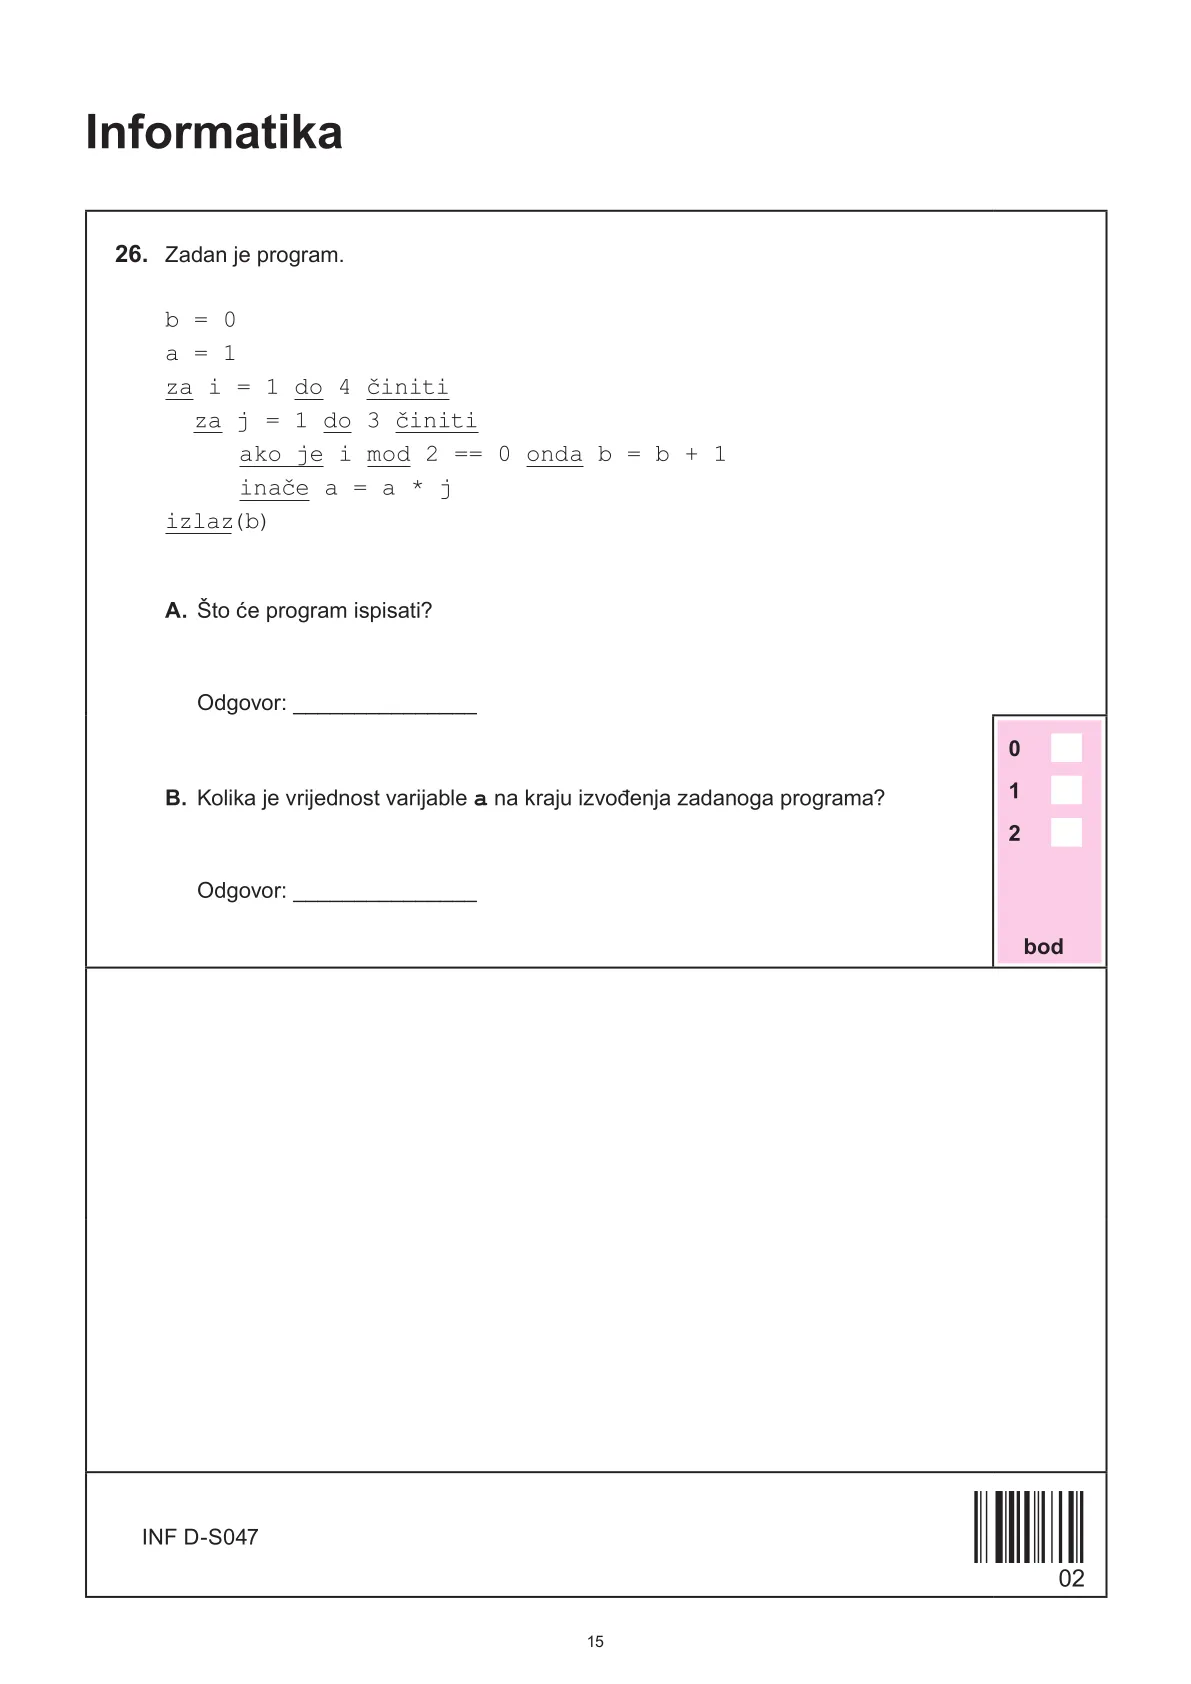 Informatika
26. Zadan je program.
b = 0
a = 1
za i = 1 do 4 činiti
za j = 1 do 3 činiti
ako je i mod 2 == 0 onda b = b + 1
inače a = a * j
izlaz(b)
A. Što će program ispisati?
Odgovor: _______________
0
1
B. Kolika je vrijednost varijable a na kraju izvođenja zadanoga programa?
2
Odgovor: _______________
bod
INF D-S047
02
15